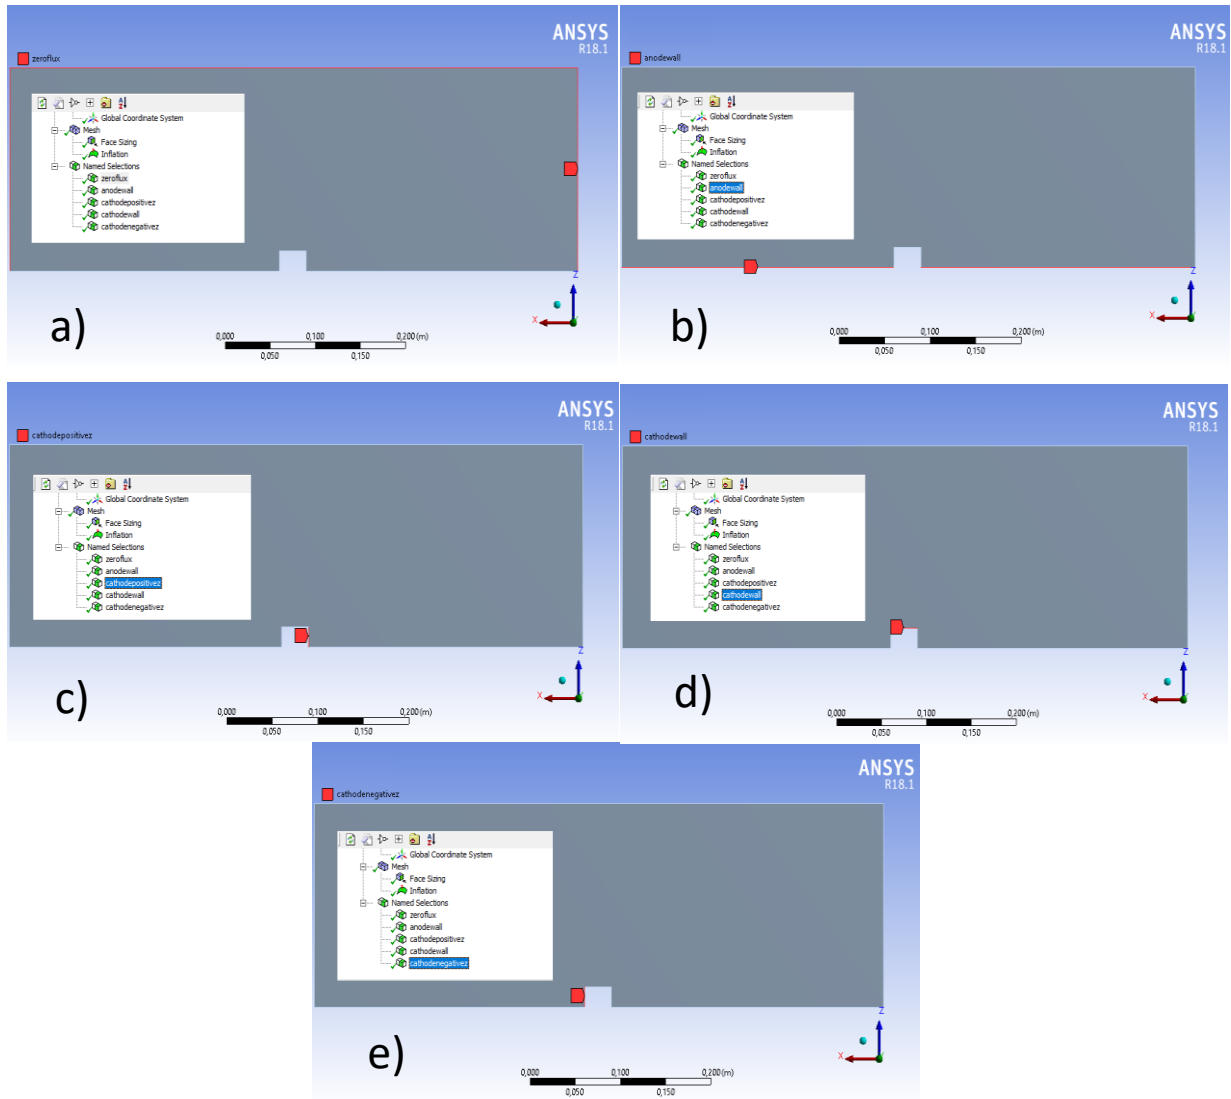 ANSYS
R18.1
zeroflux
Global Coordinate System
Mesh
Face Sizing
Inflation
Named Selections
zeroflux
anodewall
cathodepositivez
cathodewall
cathodenegativez
Z
X
a)
0,000 0,100 0,200 (m)
0,050 0,150
ANSYS
R18.1
anodewall
Global Coordinate System
Mesh
Face Sizing
Inflation
Named Selections
zeroflux
anodewall
cathodepositivez
cathodewall
cathodenegativez
Z
X
b)
0,000 0,100 0,200 (m)
0,050 0,150
ANSYS
R18.1
cathodepositivez
Global Coordinate System
Mesh
Face Sizing
Inflation
Named Selections
zeroflux
anodewall
cathodepositivez
cathodewall
cathodenegativez
Z
X
c)
0,000 0,100 0,200 (m)
0,050 0,150
ANSYS
R18.1
cathodewall
Global Coordinate System
Mesh
Face Sizing
Inflation
Named Selections
zeroflux
anodewall
cathodepositivez
cathodewall
cathodenegativez
Z
X
d)
0,000 0,100 0,200 (m)
0,050 0,150
ANSYS
R18.1
cathodenegativez
Global Coordinate System
Mesh
Face Sizing
Inflation
Named Selections
zeroflux
anodewall
cathodepositivez
cathodewall
cathodenegativez
Z
X
e)
0,000 0,100 0,200 (m)
0,050 0,150